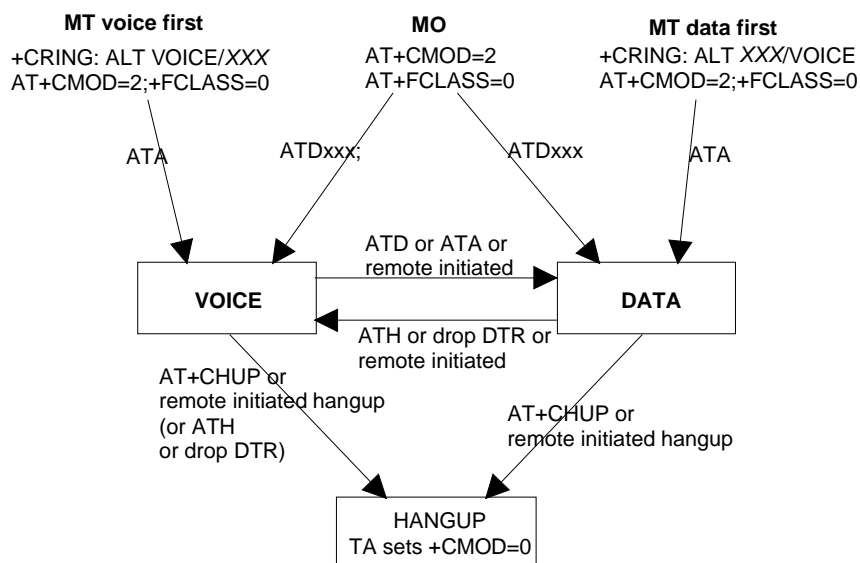 MT voice first
+CRING: ALT VOICE/XXX
AT+CMOD=2;+FCLASS=0
MO
AT+CMOD=2
AT+FCLASS=0
MT data first
+CRING: ALT XXX/VOICE
AT+CMOD=2;+FCLASS=0
ATA
ATDxxx;
ATDxxx
ATA
ATD or ATA or
remote initiated
VOICE
DATA
ATH or drop DTR or
remote initiated
AT+CHUP or
remote initiated hangup
(or ATH
or drop DTR)
AT+CHUP or
remote initiated hangup
HANGUP
TA sets +CMOD=0